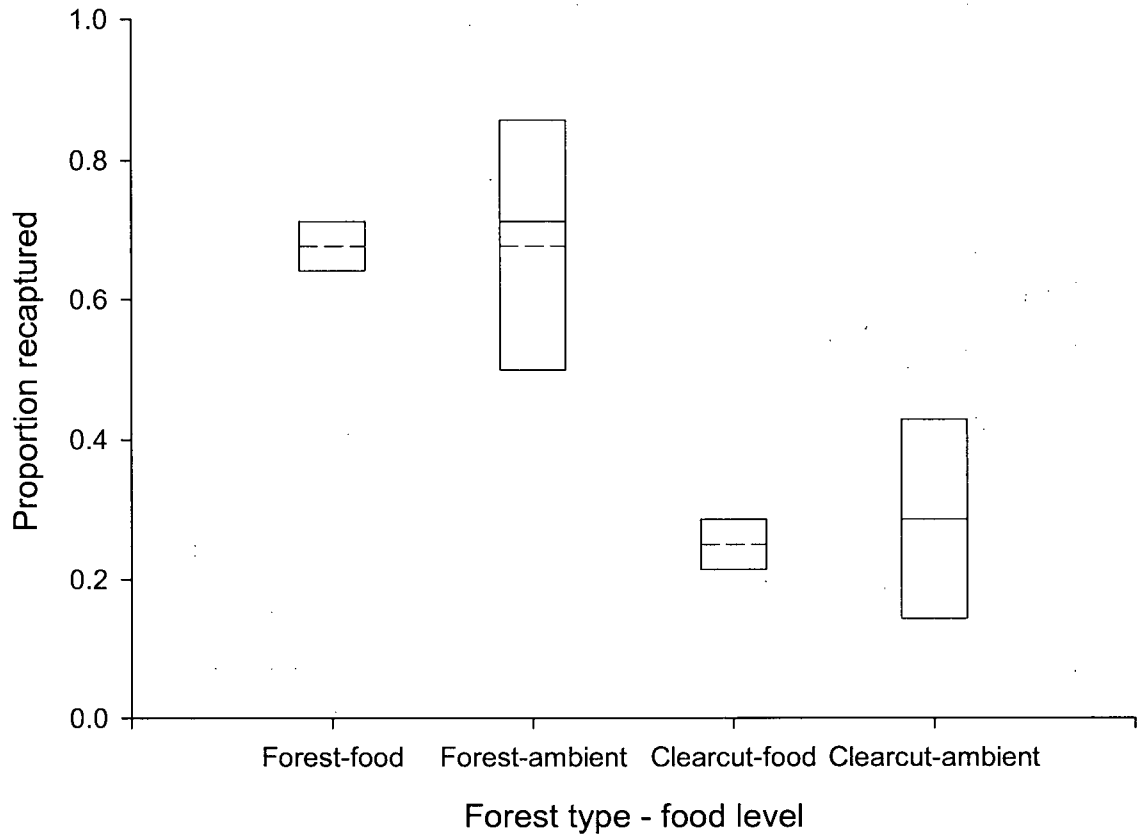 1.0
0.8
0.6
0.4
0.2
0.0
Proportion recaptured
Forest-food Forest-ambient Clearcut-food Clearcut-ambient
Forest type - food level